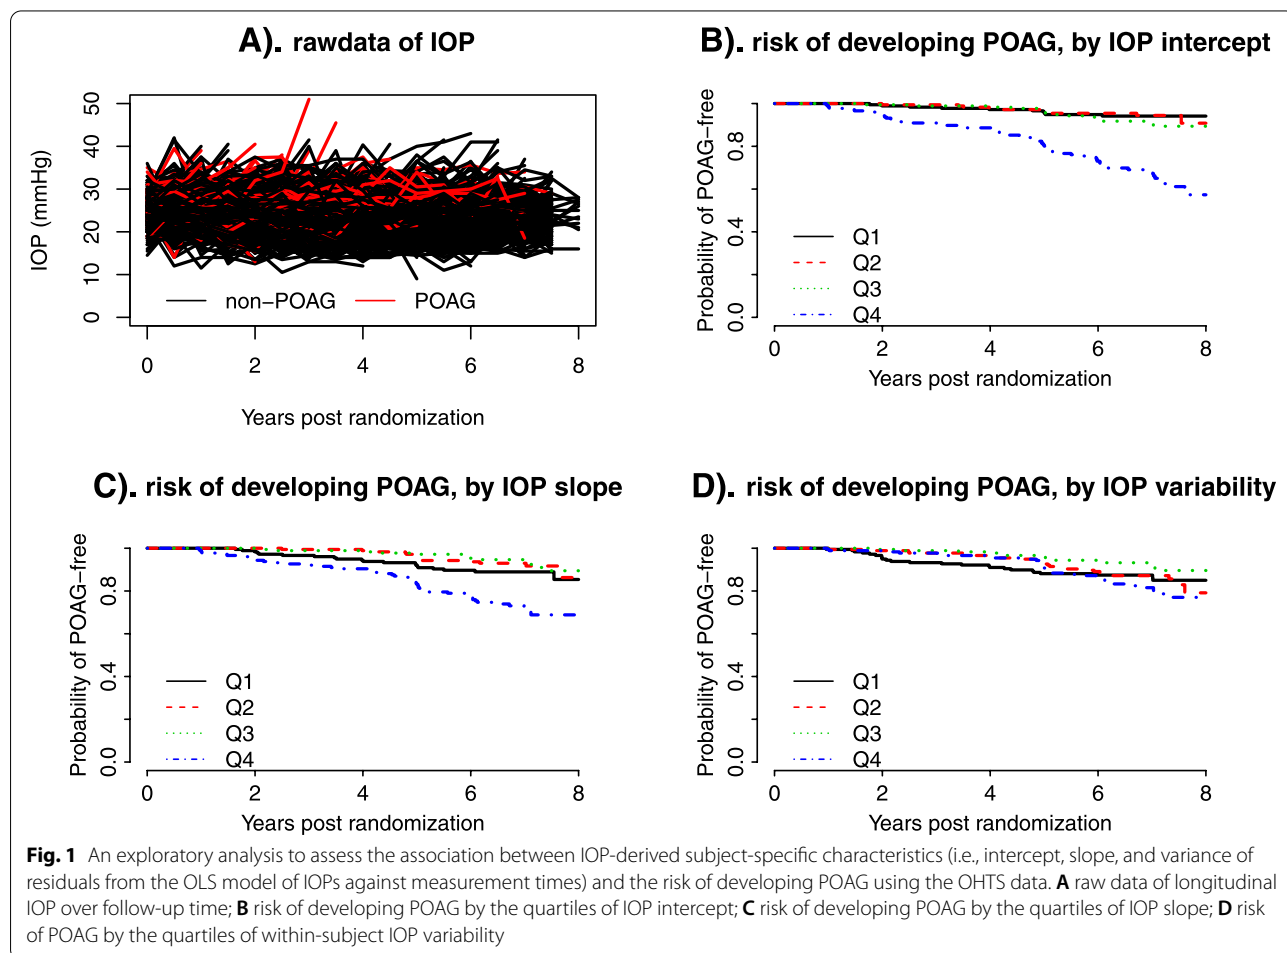 A). rawdata of IOP
IOP (mmHg)
50
40
30
20
10
0
non−POAG
POAG
0 2 4 6 8
Years post randomization
B). risk of developing POAG, by IOP intercept
Probability of POAG−free
0.8
0.4
0.0
Q1
Q2
Q3
Q4
0 2 4 6 8
Years post randomization
C). risk of developing POAG, by IOP slope
Probability of POAG−free
0.8
0.4
0.0
Q1
Q2
Q3
Q4
0 2 4 6 8
Years post randomization
D). risk of developing POAG, by IOP variability
Probability of POAG−free
0.8
0.4
0.0
Q1
Q2
Q3
Q4
0 2 4 6 8
Years post randomization
Fig. 1 An exploratory analysis to assess the association between IOP-derived subject-specific characteristics (i.e., intercept, slope, and variance of
residuals from the OLS model of IOPs against measurement times) and the risk of developing POAG using the OHTS data. A raw data of longitudinal
IOP over follow-up time; B risk of developing POAG by the quartiles of IOP intercept; C risk of developing POAG by the quartiles of IOP slope; D risk
of POAG by the quartiles of within-subject IOP variability